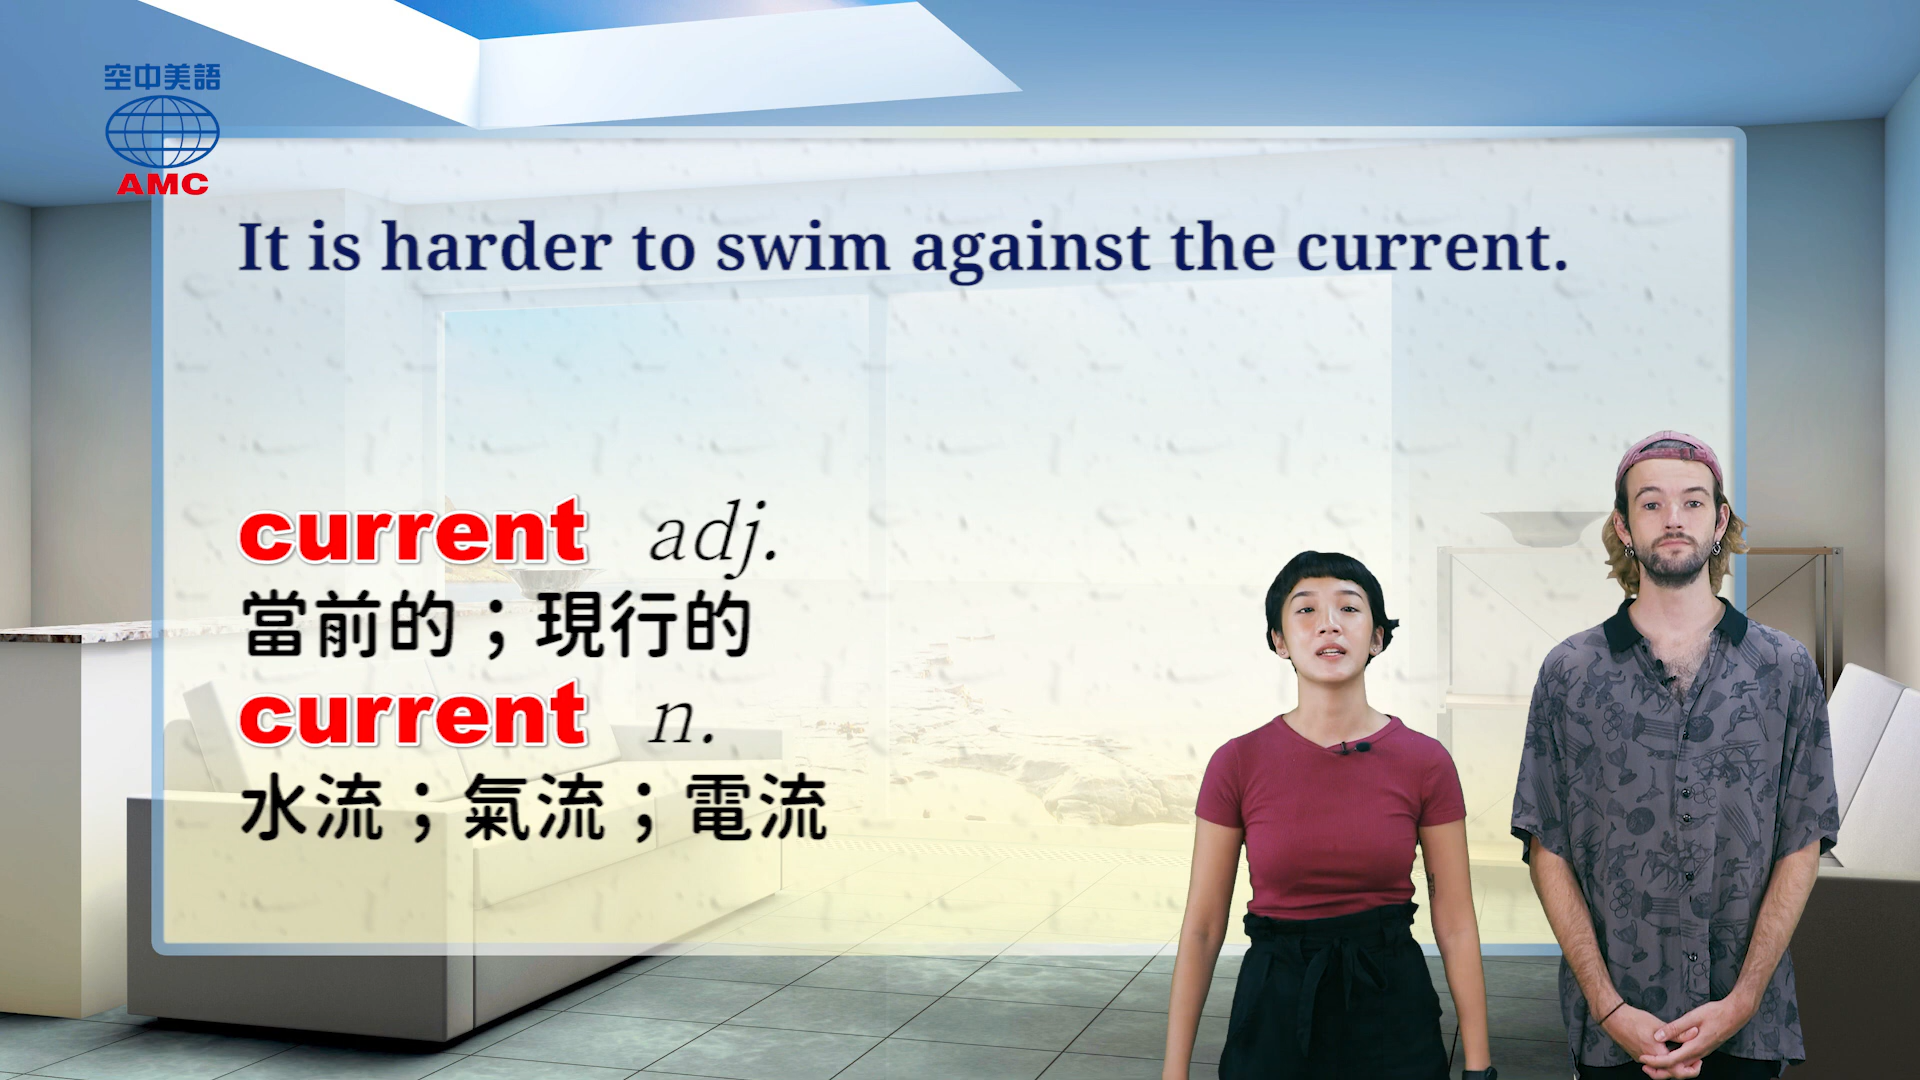 空中美語
AMC
It is harder to swim against the current.
current adj.
當前的；現行的
current n.
水流；氣流；電流